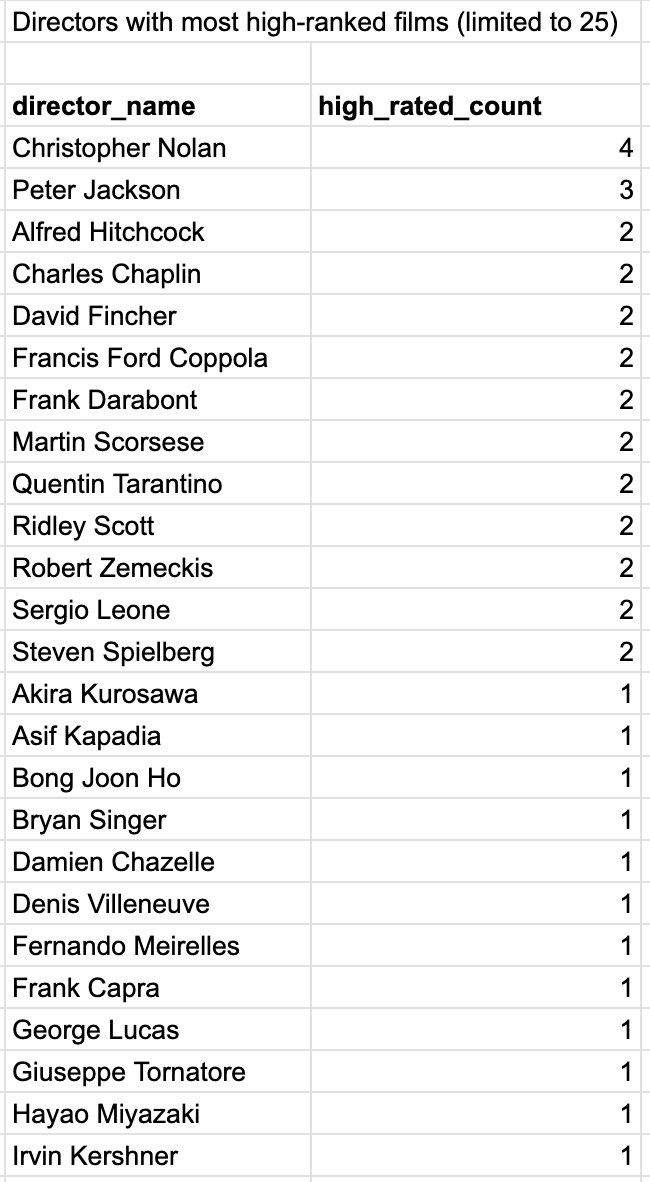 Directors with most high-ranked films (limited to 25)
director_name high_rated_count
Christopher Nolan 4
Peter Jackson 3
Alfred Hitchcock 2
Charles Chaplin 2
David Fincher 2
Francis Ford Coppola 2
Frank Darabont 2
Martin Scorsese 2
Quentin Tarantino 2
Ridley Scott 2
Robert Zemeckis 2
Sergio Leone 2
Steven Spielberg 2
Akira Kurosawa 1
Asif Kapadia 1
Bong Joon Ho 1
Bryan Singer 1
Damien Chazelle 1
Denis Villeneuve 1
Fernando Meirelles 1
Frank Capra 1
George Lucas 1
Giuseppe Tornatore 1
Hayao Miyazaki 1
Irvin Kershner 1